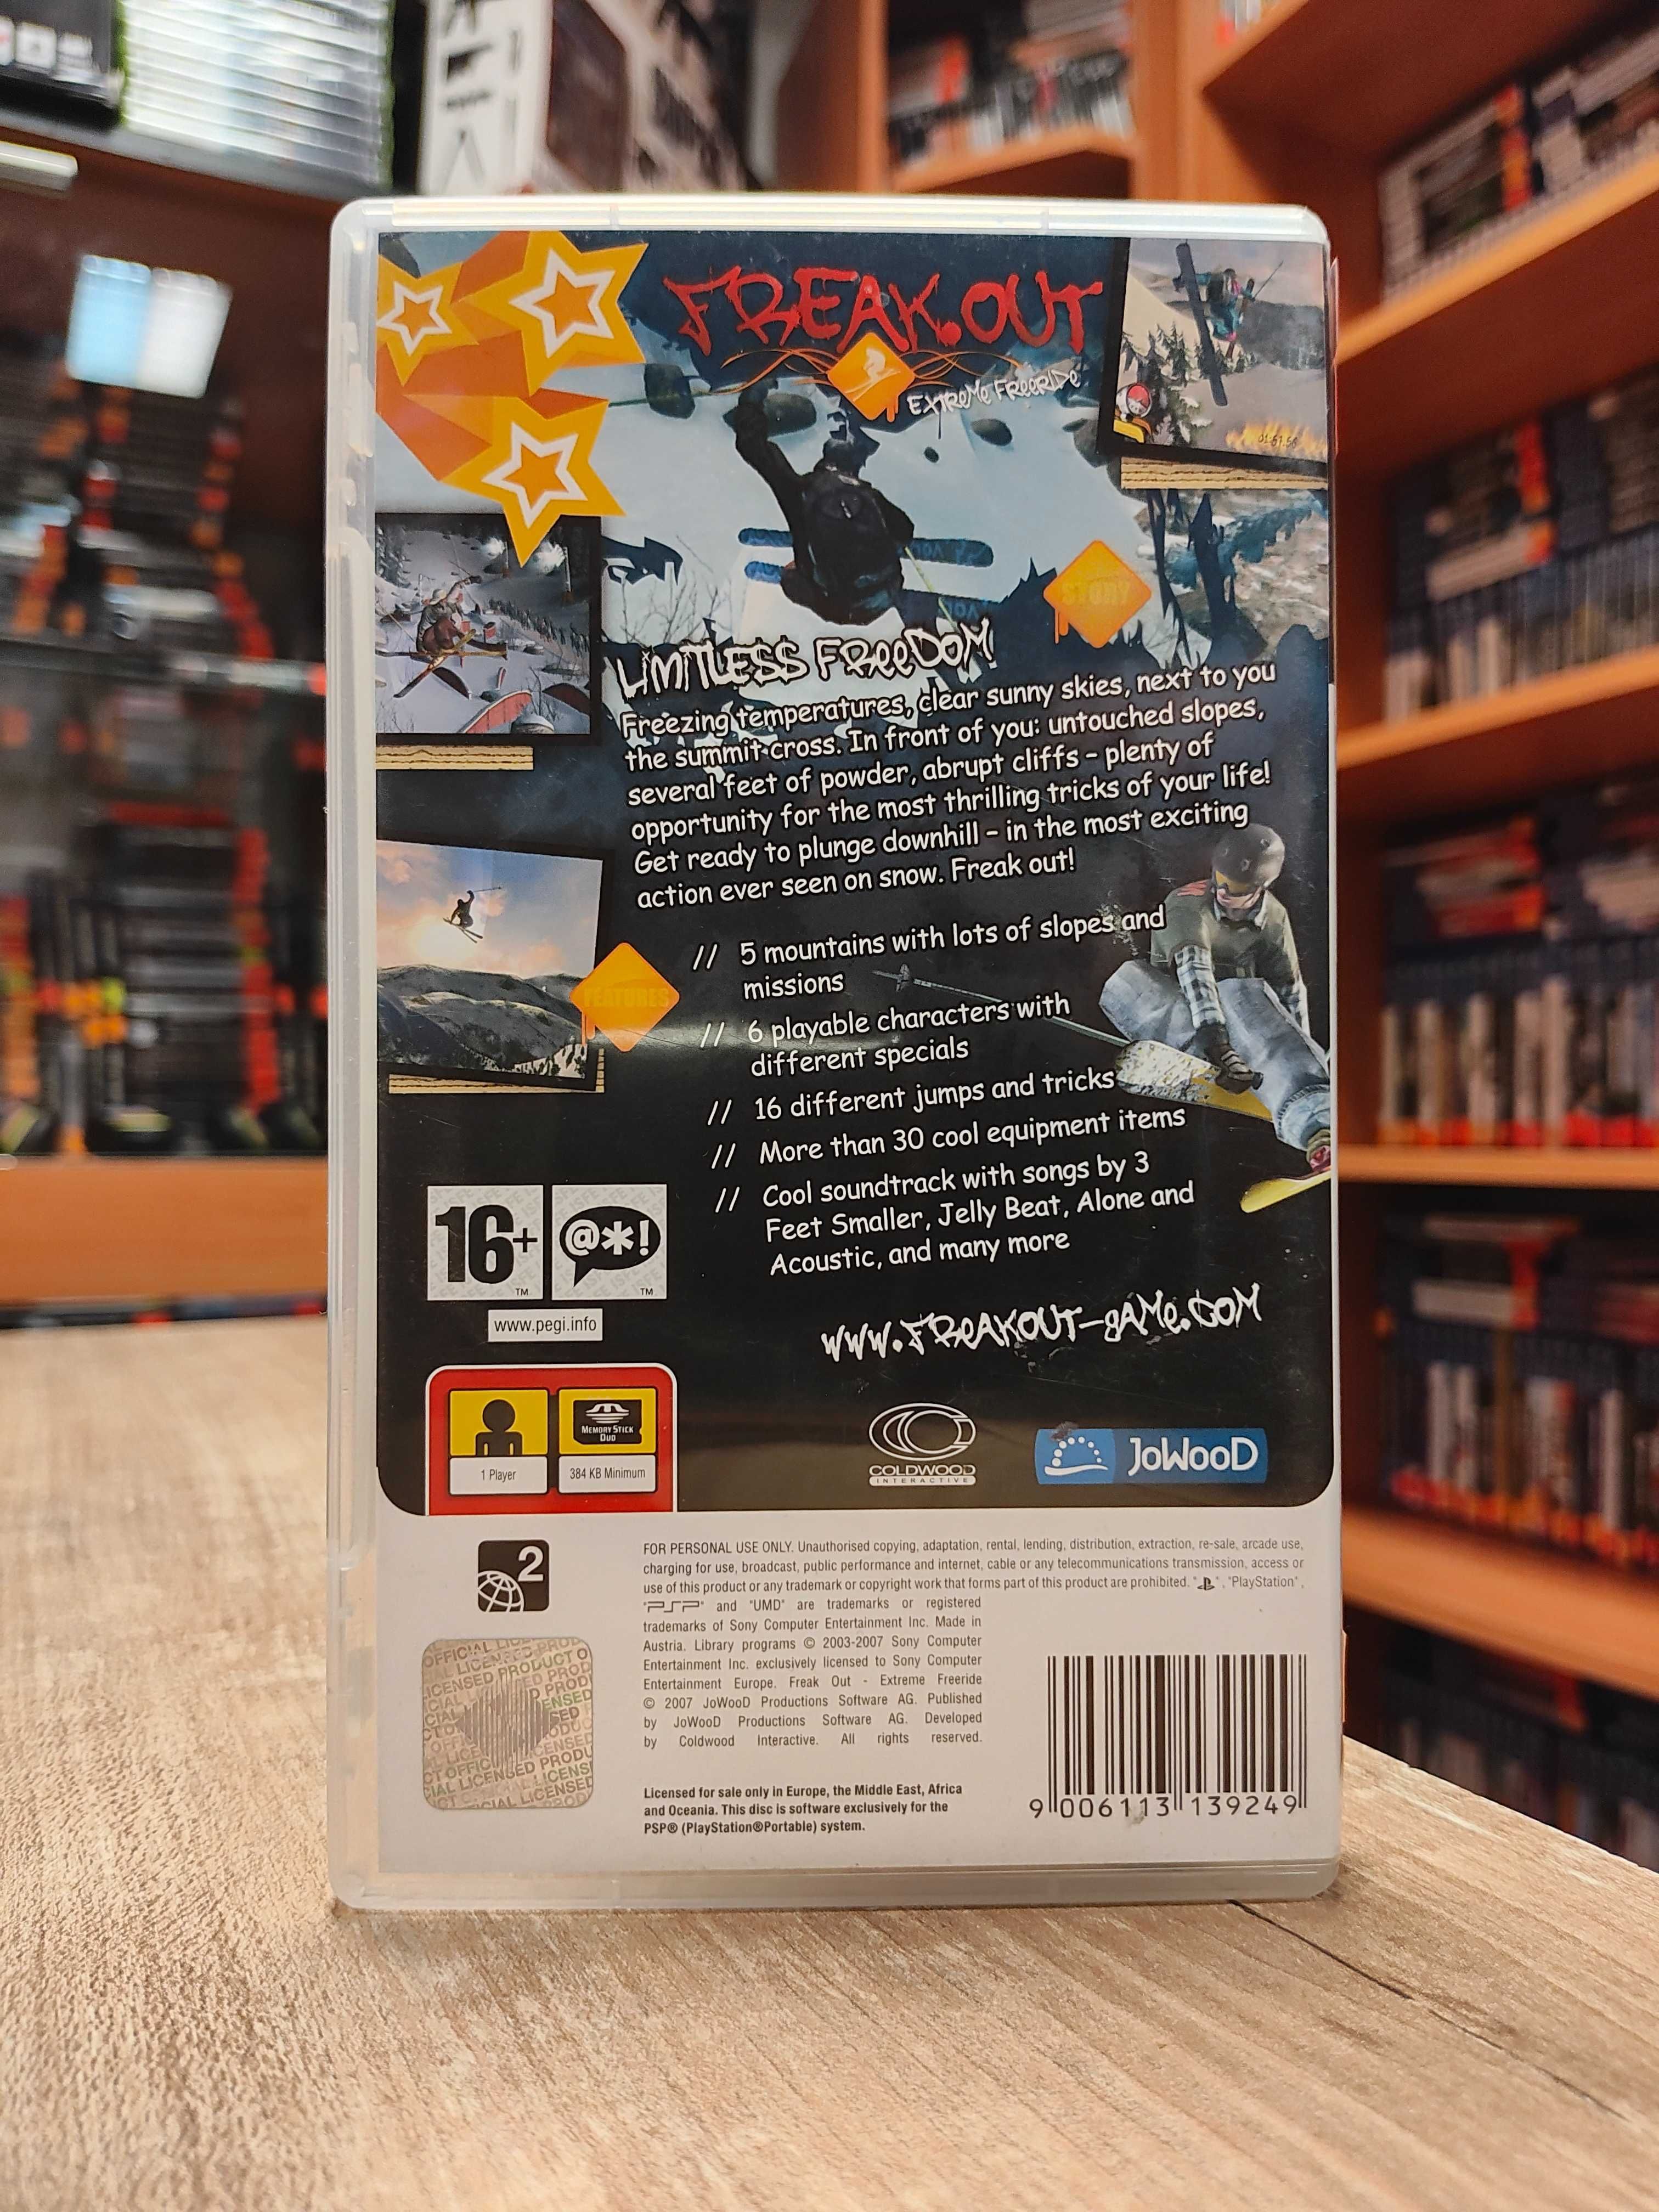 FREAK OUT
EXTREME FREERIDE
01:57:56
STORY
LIMITLESS FREEDOM!
Freezing temperatures, clear sunny skies, next to you
the summit cross. In front of you: untouched slopes,
several feet of powder, abrupt cliffs – plenty of
opportunity for the most thrilling tricks of your life!
Get ready to plunge downhill – in the most exciting
action ever seen on snow. Freak out!
FEATURES
// 5 mountains with lots of slopes and
missions
// 6 playable characters with
different specials
// 16 different jumps and tricks
// More than 30 cool equipment items
// Cool soundtrack with songs by 3
Feet Smaller, Jelly Beat, Alone and
Acoustic, and many more
www.FREAKOUT-gAMe.COM
16+ @*!
TM TM
www.pegi.info
MEMORY STICK
DUO
1 Player 384 KB Minimum
COLDWOOD
INTERACTIVE
JoWooD
2
FOR PERSONAL USE ONLY. Unauthorised copying, adaptation, rental, lending, distribution, extraction, re-sale, arcade use,
charging for use, broadcast, public performance and internet, cable or any telecommunications transmission, access or
use of this product or any trademark or copyright work that forms part of this product are prohibited. "", "PlayStation",
"PSP" and "UMD" are trademarks or registered
trademarks of Sony Computer Entertainment Inc. Made in
Austria. Library programs © 2003-2007 Sony Computer
Entertainment Inc. exclusively licensed to Sony Computer
Entertainment Europe. Freak Out - Extreme Freeride
© 2007 JoWooD Productions Software AG. Published
by JoWooD Productions Software AG. Developed
by Coldwood Interactive. All rights reserved.
Licensed for sale only in Europe, the Middle East, Africa
and Oceania. This disc is software exclusively for the
PSP® (PlayStation®Portable) system.
OFFICIAL LICENSED PRODUCT
9 006113 139249